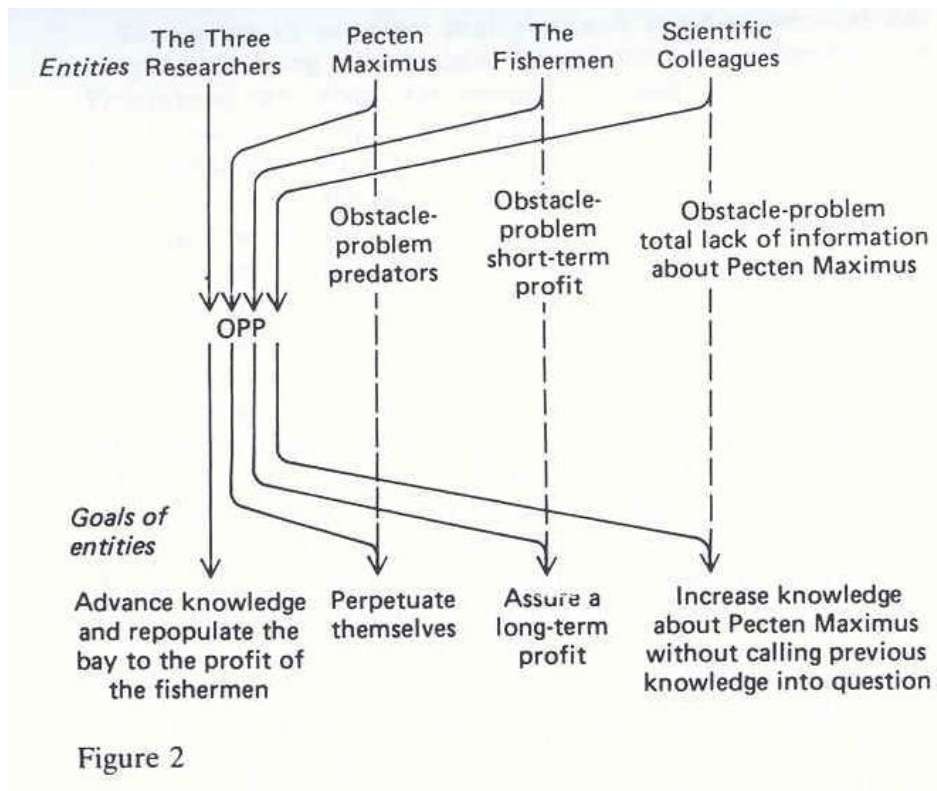 The Three
Entities Researchers
Pecten
Maximus
The
Fishermen
Scientific
Colleagues
Obstacle-
problem
predators
Obstacle-
problem
short-term
profit
Obstacle-problem
total lack of information
about Pecten Maximus
OPP
Goals of
entities
Advance knowledge
and repopulate the
bay to the profit of
the fishermen
Perpetuate
themselves
Assure a
long-term
profit
Increase knowledge
about Pecten Maximus
without calling previous
knowledge into question
Figure 2